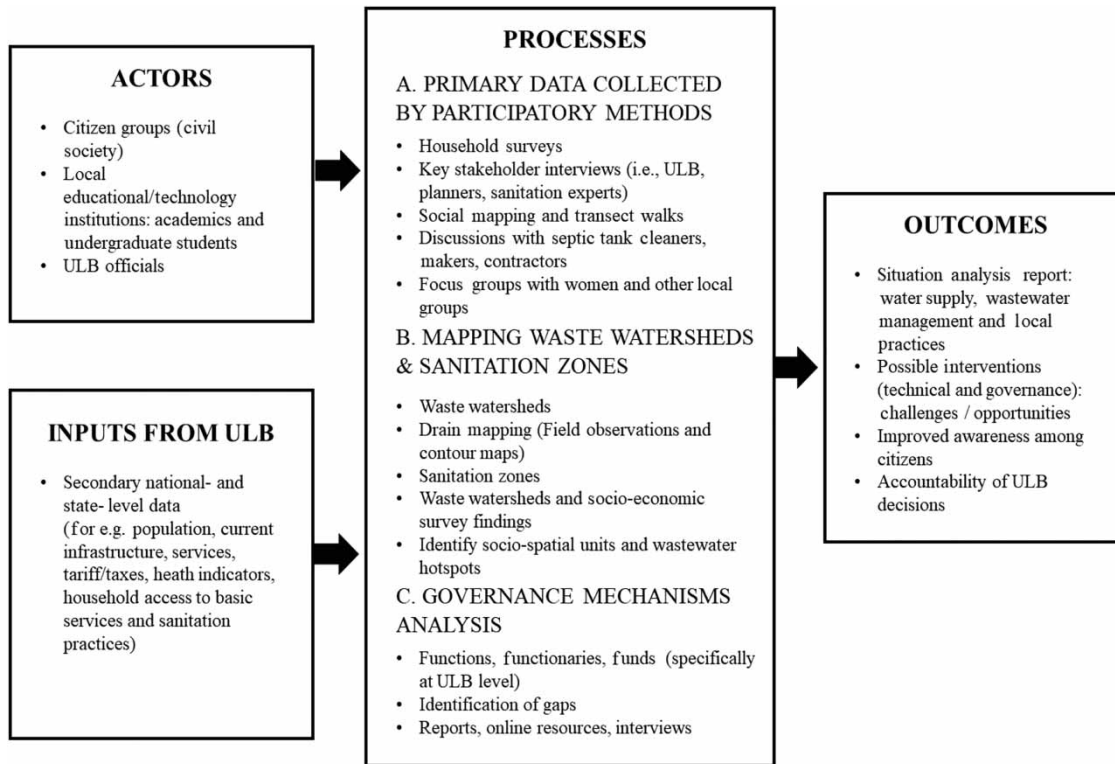 ACTORS
• Citizen groups (civil
society)
• Local
educational/technology
institutions: academics and
undergraduate students
• ULB officials
INPUTS FROM ULB
• Secondary national- and
state- level data
(for e.g. population, current
infrastructure, services,
tariff/taxes, heath indicators,
household access to basic
services and sanitation
practices)
PROCESSES
A. PRIMARY DATA COLLECTED
BY PARTICIPATORY METHODS
• Household surveys
• Key stakeholder interviews (i.e., ULB,
planners, sanitation experts)
• Social mapping and transect walks
• Discussions with septic tank cleaners,
makers, contractors
• Focus groups with women and other local
groups
B. MAPPING WASTE WATERSHEDS
& SANITATION ZONES
• Waste watersheds
• Drain mapping (Field observations and
contour maps)
• Sanitation zones
• Waste watersheds and socio-economic
survey findings
• Identify socio-spatial units and wastewater
hotspots
C. GOVERNANCE MECHANISMS
ANALYSIS
• Functions, functionaries, funds (specifically
at ULB level)
• Identification of gaps
• Reports, online resources, interviews
OUTCOMES
• Situation analysis report:
water supply, wastewater
management and local
practices
• Possible interventions
(technical and governance):
challenges / opportunities
• Improved awareness among
citizens
• Accountability of ULB
decisions